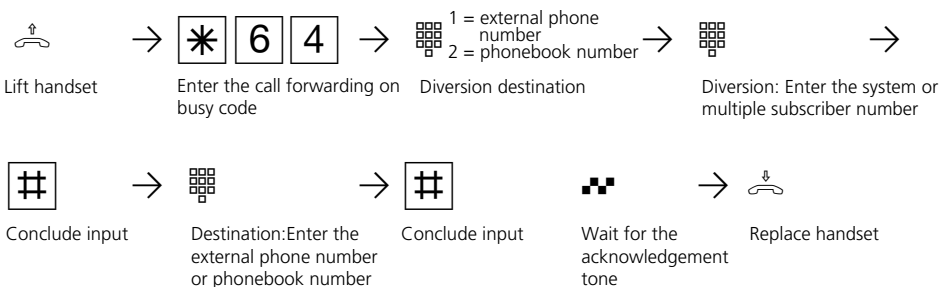 * 6 4 1 = external phone
number
2 = phonebook number
Lift handset
Enter the call forwarding on
busy code
Diversion destination
Diversion: Enter the system or
multiple subscriber number
# #
Conclude input
Destination:Enter the
external phone number
or phonebook number
Conclude input
Wait for the
acknowledgement
tone
Replace handset